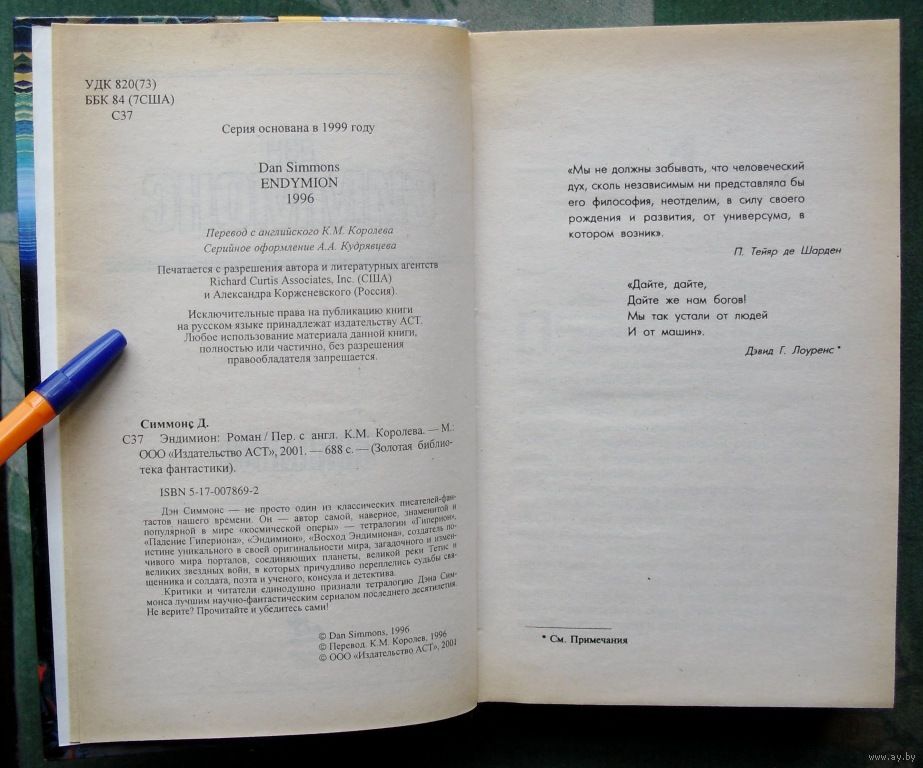 УДК 820(73)
ББК 84 (7США)
С37
Серия основана в 1999 году
Dan Simmons
ENDYMION
1996
Перевод с английского К.М. Королева
Серийное оформление А.А. Кудрявцева
Печатается с разрешения автора и литературных агентств
Richard Curtis Associates, Inc. (США)
и Александра Корженевского (Россия).
Исключительные права на публикацию книги
на русском языке принадлежат издательству АСТ.
Любое использование материала данной книги,
полностью или частично, без разрешения
правообладателя запрещается.
Симмонс Д.
С37 Эндимион: Роман / Пер. с англ. К.М. Королева. — М.:
ООО «Издательство АСТ», 2001. — 688 с. — (Золотая библио-
тека фантастики).
ISBN 5-17-007869-2
Дэн Симмонс — не просто один из классических писателей-фан-
тастов нашего времени. Он — автор самой, наверное, знаменитой и
популярной в мире «космической оперы» — тетралогии «Гиперион»,
«Падение Гипериона», «Эндимион», «Восход Эндимиона», создатель по-
истине уникального в своей оригинальности мира, загадочного и измен-
чивого мира порталов, соединяющих планеты, великой реки Тетис и
великих звездных войн, в которых причудливо переплелись судьбы свя-
щенника и солдата, поэта и ученого, консула и детектива.
Критики и читатели единодушно признали тетралогию Дэна Сим-
монса лучшим научно-фантастическим сериалом последнего десятилетия.
Не верите? Прочитайте и убедитесь сами!
© Dan Simmons, 1996
© Перевод. К.М. Королев, 1996
© ООО «Издательство АСТ», 2001
«Мы не должны забывать, что человеческий
дух, сколь независимым ни представляла бы
его философия, неотделим, в силу своего
рождения и развития, от универсума, в
котором возник».
П. Тейяр де Шарден
«Дайте, дайте,
Дайте же нам богов!
Мы так устали от людей
И от машин».
Дэвид Г. Лоуренс *
* См. Примечания
www.ay.by